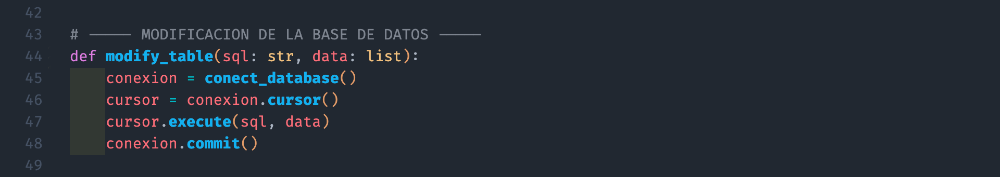 42
43 # ----- MODIFICACION DE LA BASE DE DATOS -----
44 def modify_table(sql: str, data: list):
45 conexion = conect_database()
46 cursor = conexion.cursor()
47 cursor.execute(sql, data)
48 conexion.commit()
49